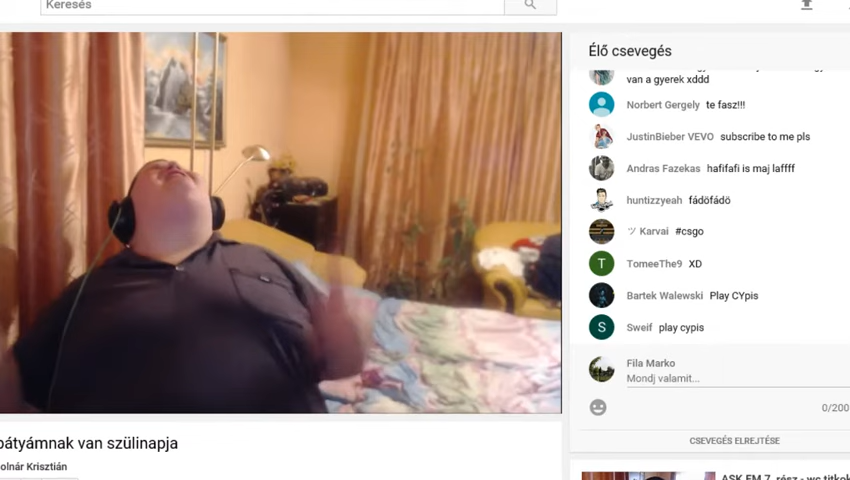 Keresés
Élő csevegés
van a gyerek xddd
Norbert Gergely te fasz!!!
JustinBieber VEVO subscribe to me pls
Andras Fazekas hafifafi is maj laffff
huntizzyeah fádöfádö
ツ Karvai #csgo
T
TomeeThe9 XD
Bartek Walewski Play CYpis
S
Sweif play cypis
Fila Marko
Mondj valamit...
0/200
CSEVEGÉS ELREJTÉSE
bátyámnak van szülinapja
olnár Krisztián
ASK.FM 7. rész - wc titkok